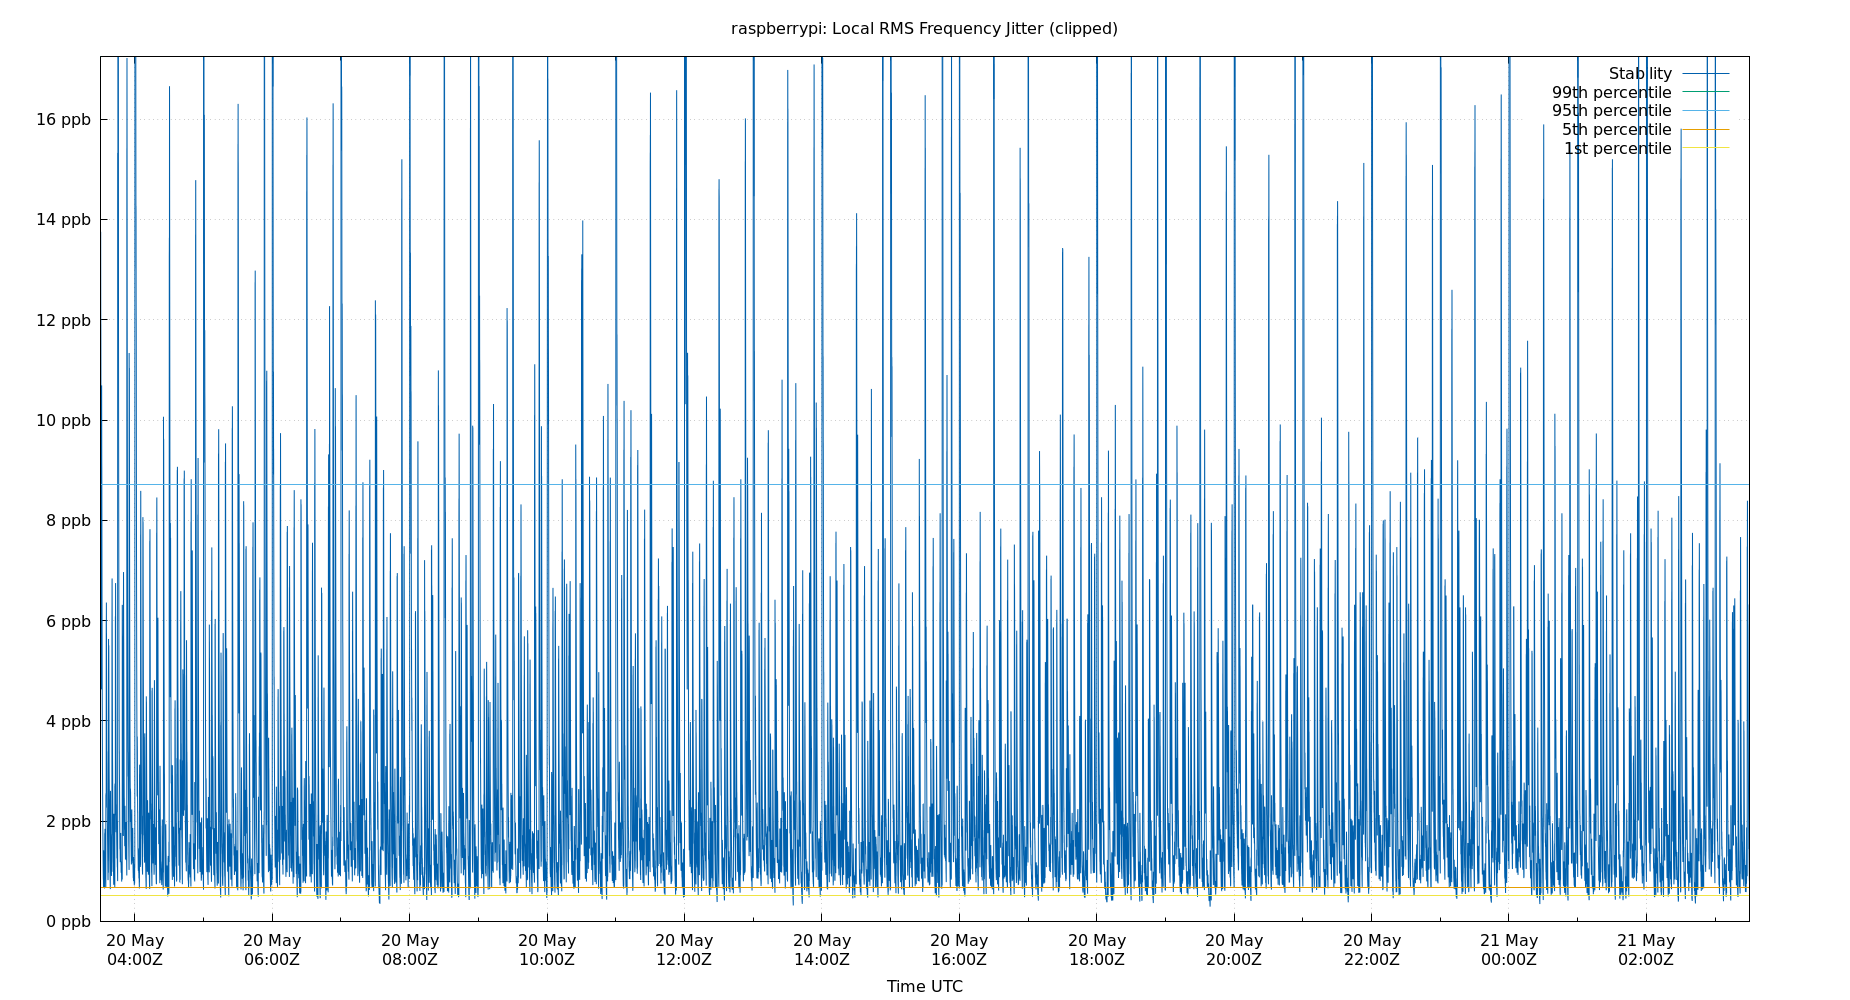 raspberrypi: Local RMS Frequency Jitter (clipped)
Stability
99th percentile
95th percentile
5th percentile
1st percentile
16 ppb
14 ppb
12 ppb
10 ppb
8 ppb
6 ppb
4 ppb
2 ppb
0 ppb
20 May 20 May 20 May 20 May 20 May 20 May 20 May 20 May 20 May 20 May 21 May 21 May
04:00Z 06:00Z 08:00Z 10:00Z 12:00Z 14:00Z 16:00Z 18:00Z 20:00Z 22:00Z 00:00Z 02:00Z
Time UTC